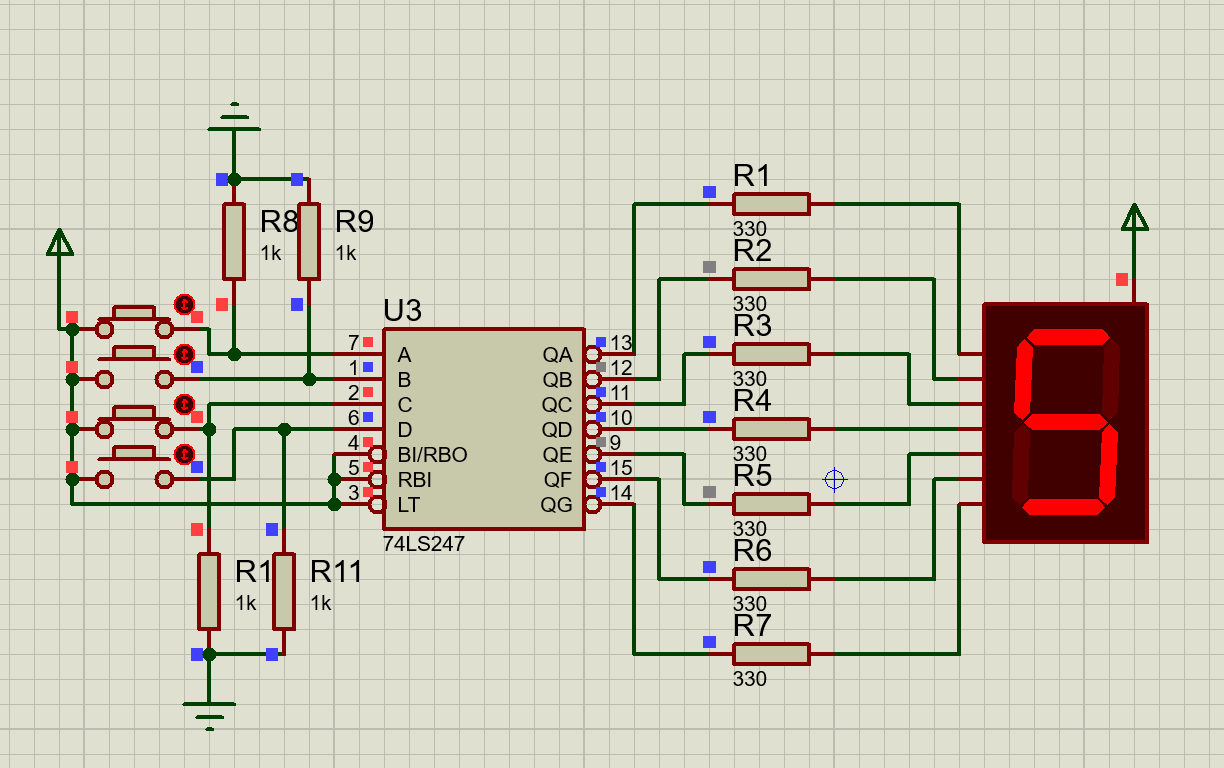 R8
1k
R9
1k
U3
7 A
1 B
2 C
6 D
4 BI/RBO
5 RBI
3 LT
QA 13
QB 12
QC 11
QD 10
QE 9
QF 15
QG 14
74LS247
R1
1k
R11
1k
R1
330
R2
330
R3
330
R4
330
R5
330
R6
330
R7
330
5